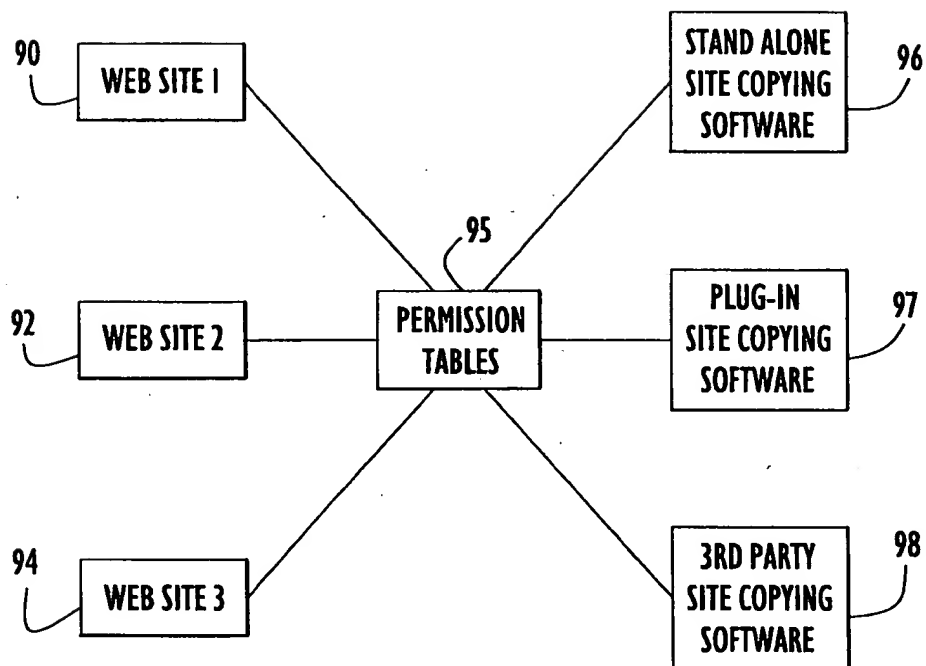 90
WEB SITE 1
STAND ALONE
SITE COPYING
SOFTWARE
96
95
92
WEB SITE 2
PERMISSION
TABLES
PLUG-IN
SITE COPYING
SOFTWARE
97
94
WEB SITE 3
3RD PARTY
SITE COPYING
SOFTWARE
98